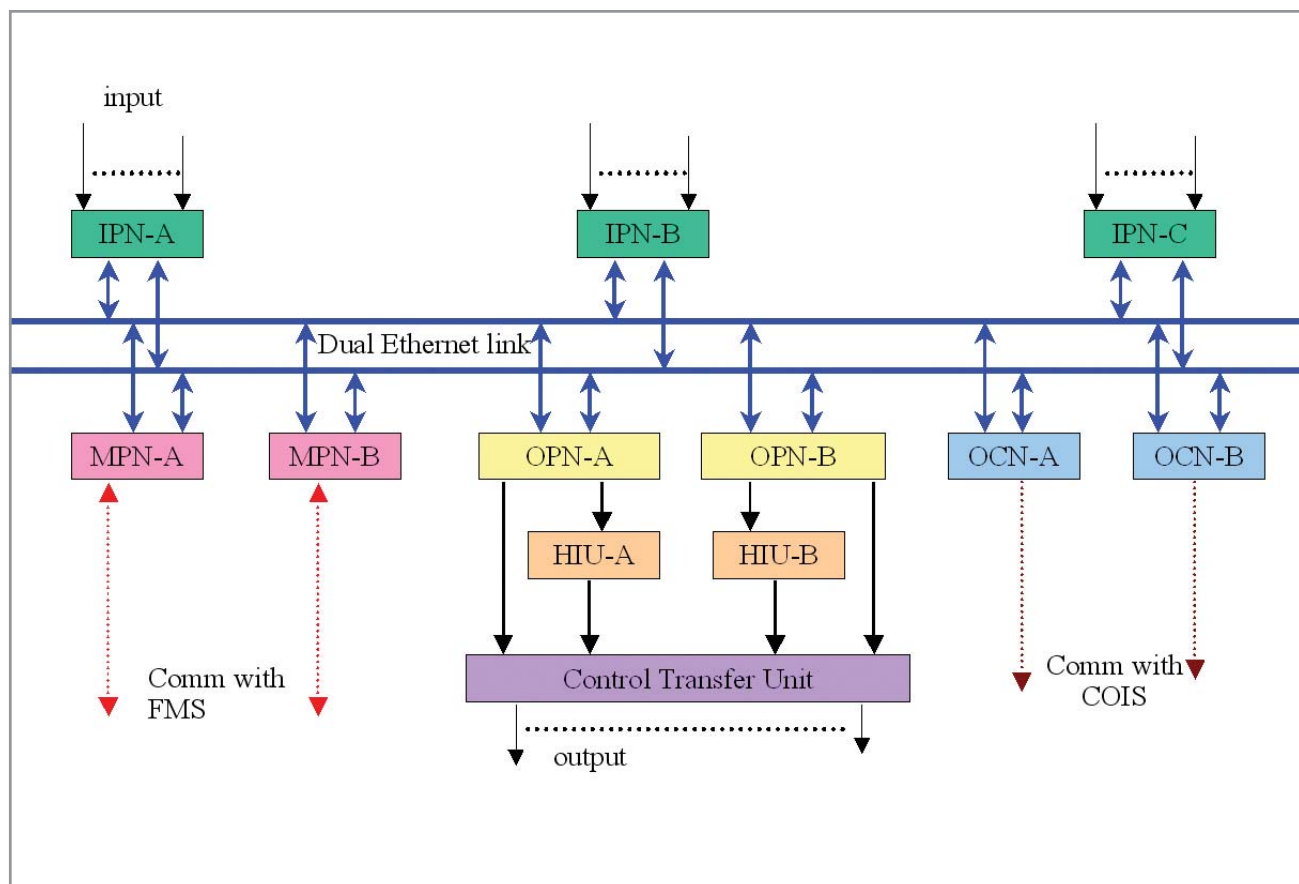 input
IPN-A
IPN-B
IPN-C
Dual Ethernet link
MPN-A
MPN-B
OPN-A
OPN-B
OCN-A
OCN-B
HIU-A
HIU-B
Comm with
FMS
Control Transfer Unit
Comm with
COIS
output